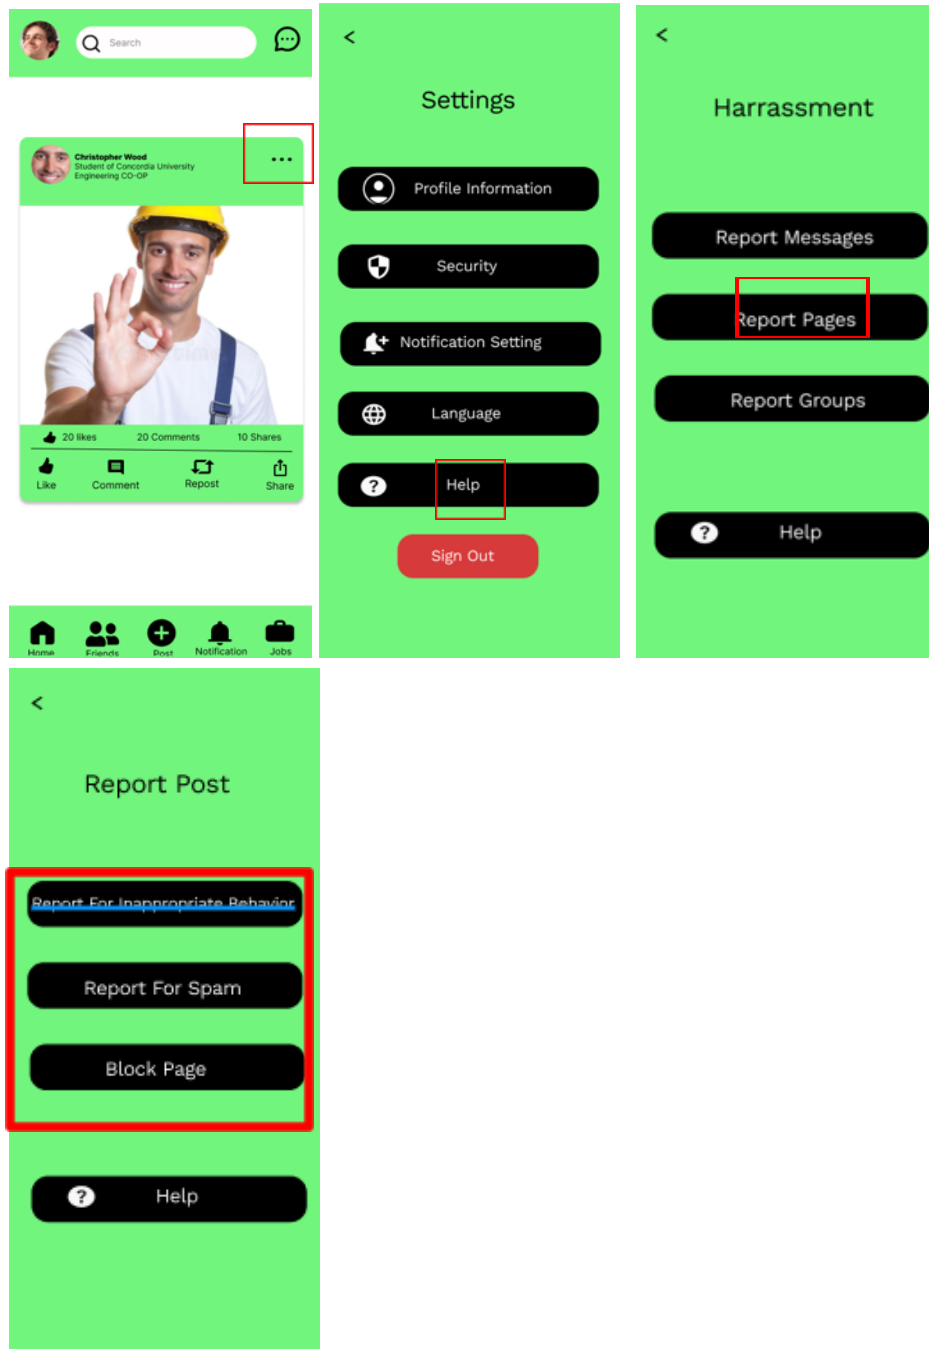 Search
Christopher Wood
Student of Concordia University
Engineering CO-OP
20 likes 20 Comments 10 Shares
Like Comment Repost Share
Home Friends Post Notification Jobs
<
Settings
Profile Information
Security
Notification Setting
Language
? Help
Sign Out
<
Harrassment
Report Messages
Report Pages
Report Groups
? Help
<
Report Post
Report For Inappropriate Behavior
Report For Spam
Block Page
? Help